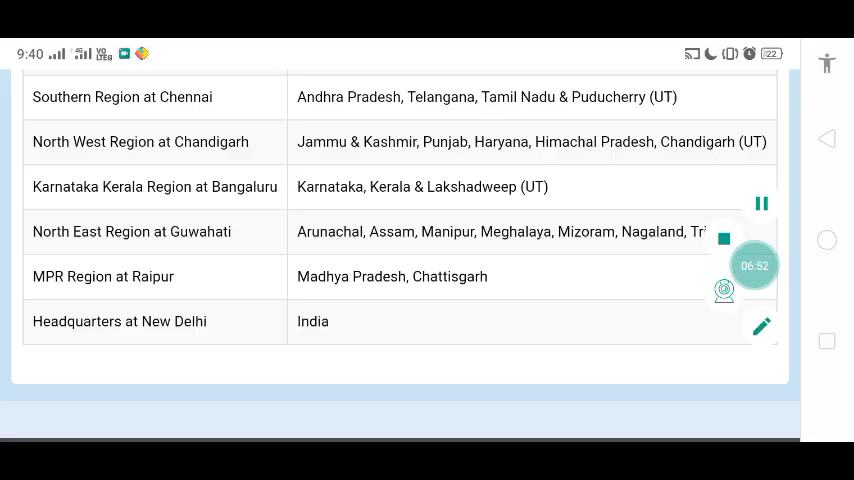 9:40 4G VO LTE2 22
Southern Region at Chennai Andhra Pradesh, Telangana, Tamil Nadu & Puducherry (UT)
North West Region at Chandigarh Jammu & Kashmir, Punjab, Haryana, Himachal Pradesh, Chandigarh (UT)
Karnataka Kerala Region at Bangaluru Karnataka, Kerala & Lakshadweep (UT)
North East Region at Guwahati Arunachal, Assam, Manipur, Meghalaya, Mizoram, Nagaland,
06:52
MPR Region at Raipur Madhya Pradesh, Chattisgarh
Headquarters at New Delhi India